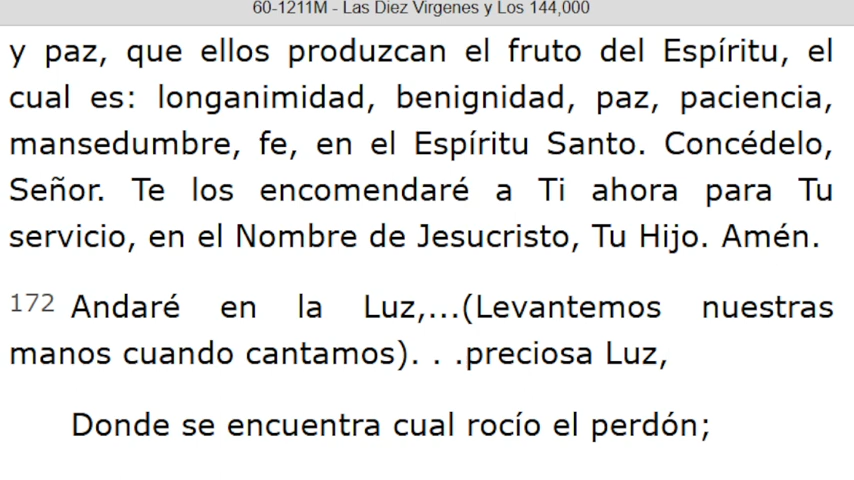 60-1211M - Las Diez Virgenes y Los 144,000
y paz, que ellos produzcan el fruto del Espíritu, el
cual es: longanimidad, benignidad, paz, paciencia,
mansedumbre, fe, en el Espíritu Santo. Concédelo,
Señor. Te los encomendaré a Ti ahora para Tu
servicio, en el Nombre de Jesucristo, Tu Hijo. Amén.
172 Andaré en la Luz,...(Levantemos nuestras
manos cuando cantamos). . .preciosa Luz,
Donde se encuentra cual rocío el perdón;